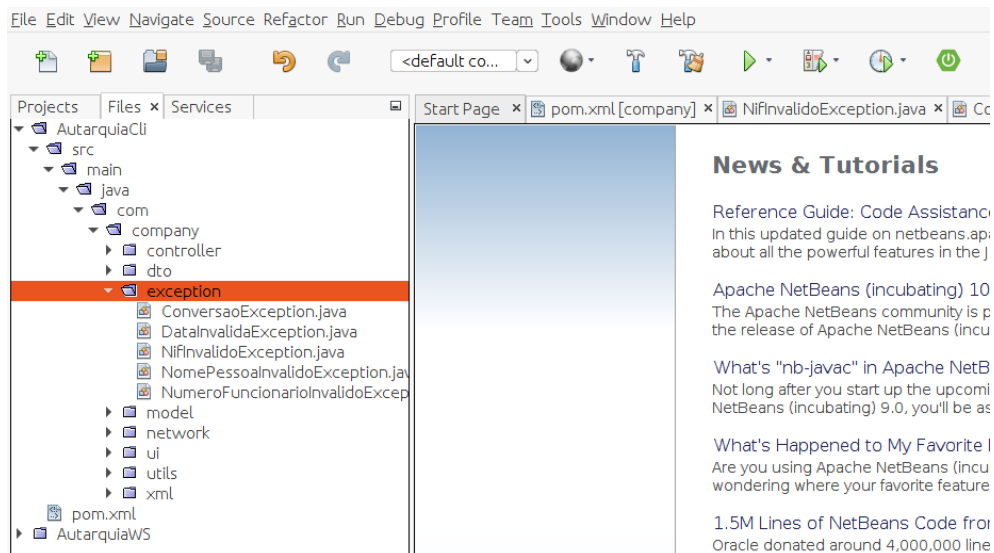 File Edit View Navigate Source Refactor Run Debug Profile Team Tools Window Help
<default co...
Projects Files Services
Start Page pom.xml [company] NifInvalidoException.java Co
AutarquiaCli
src
main
java
com
company
controller
dto
exception
ConversaoException.java
DataInvalidaException.java
NifInvalidoException.java
NomePessoaInvalidoException.jav
NumeroFuncionarioInvalidoExcep
model
network
ui
utils
xml
pom.xml
AutarquiaWS
News & Tutorials
Reference Guide: Code Assistance
In this updated guide on netbeans.apa
about all the powerful features in the J
Apache NetBeans (incubating) 10
The Apache NetBeans community is p
the release of Apache NetBeans (incu
What's "nb-javac" in Apache NetB
Not long after you start up the upcomi
NetBeans (incubating) 9.0, you'll be as
What's Happened to My Favorite
Are you using Apache NetBeans (incu
wondering where your favorite feature
1.5M Lines of NetBeans Code from
Oracle donated around 4,000,000 line